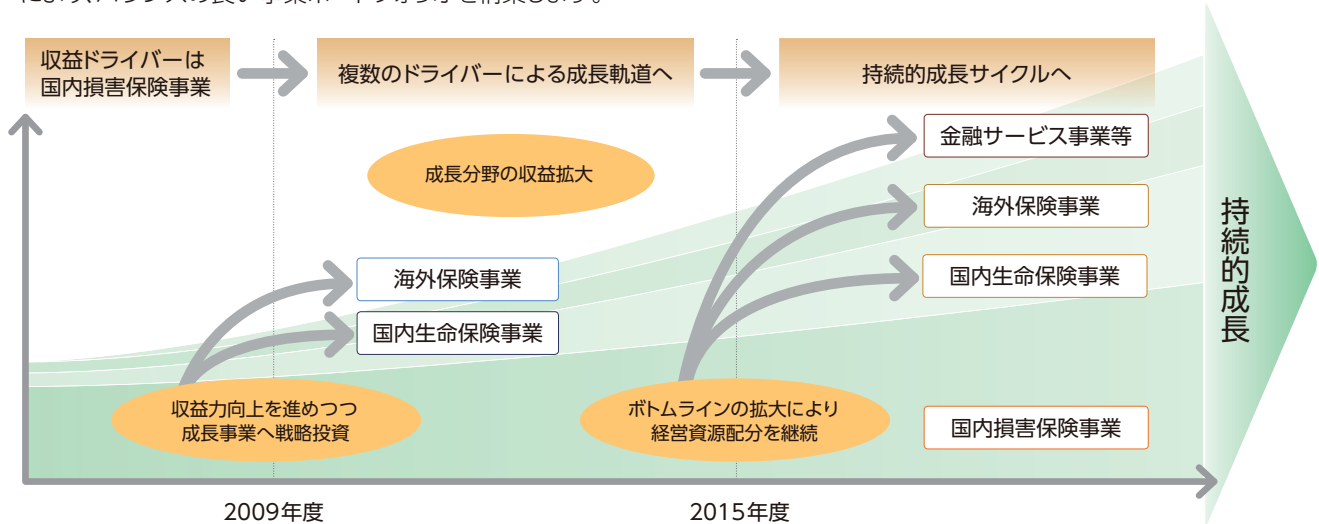 収益ドライバーは
国内損害保険事業
複数のドライバーによる成長軌道へ
持続的成長サイクルへ
金融サービス事業等
成長分野の収益拡大
海外保険事業
国内生命保険事業
持続的成長
海外保険事業
国内生命保険事業
収益力向上を進めつつ
成長事業へ戦略投資
ボトムラインの拡大により
経営資源配分を継続
国内損害保険事業
2009年度
2015年度